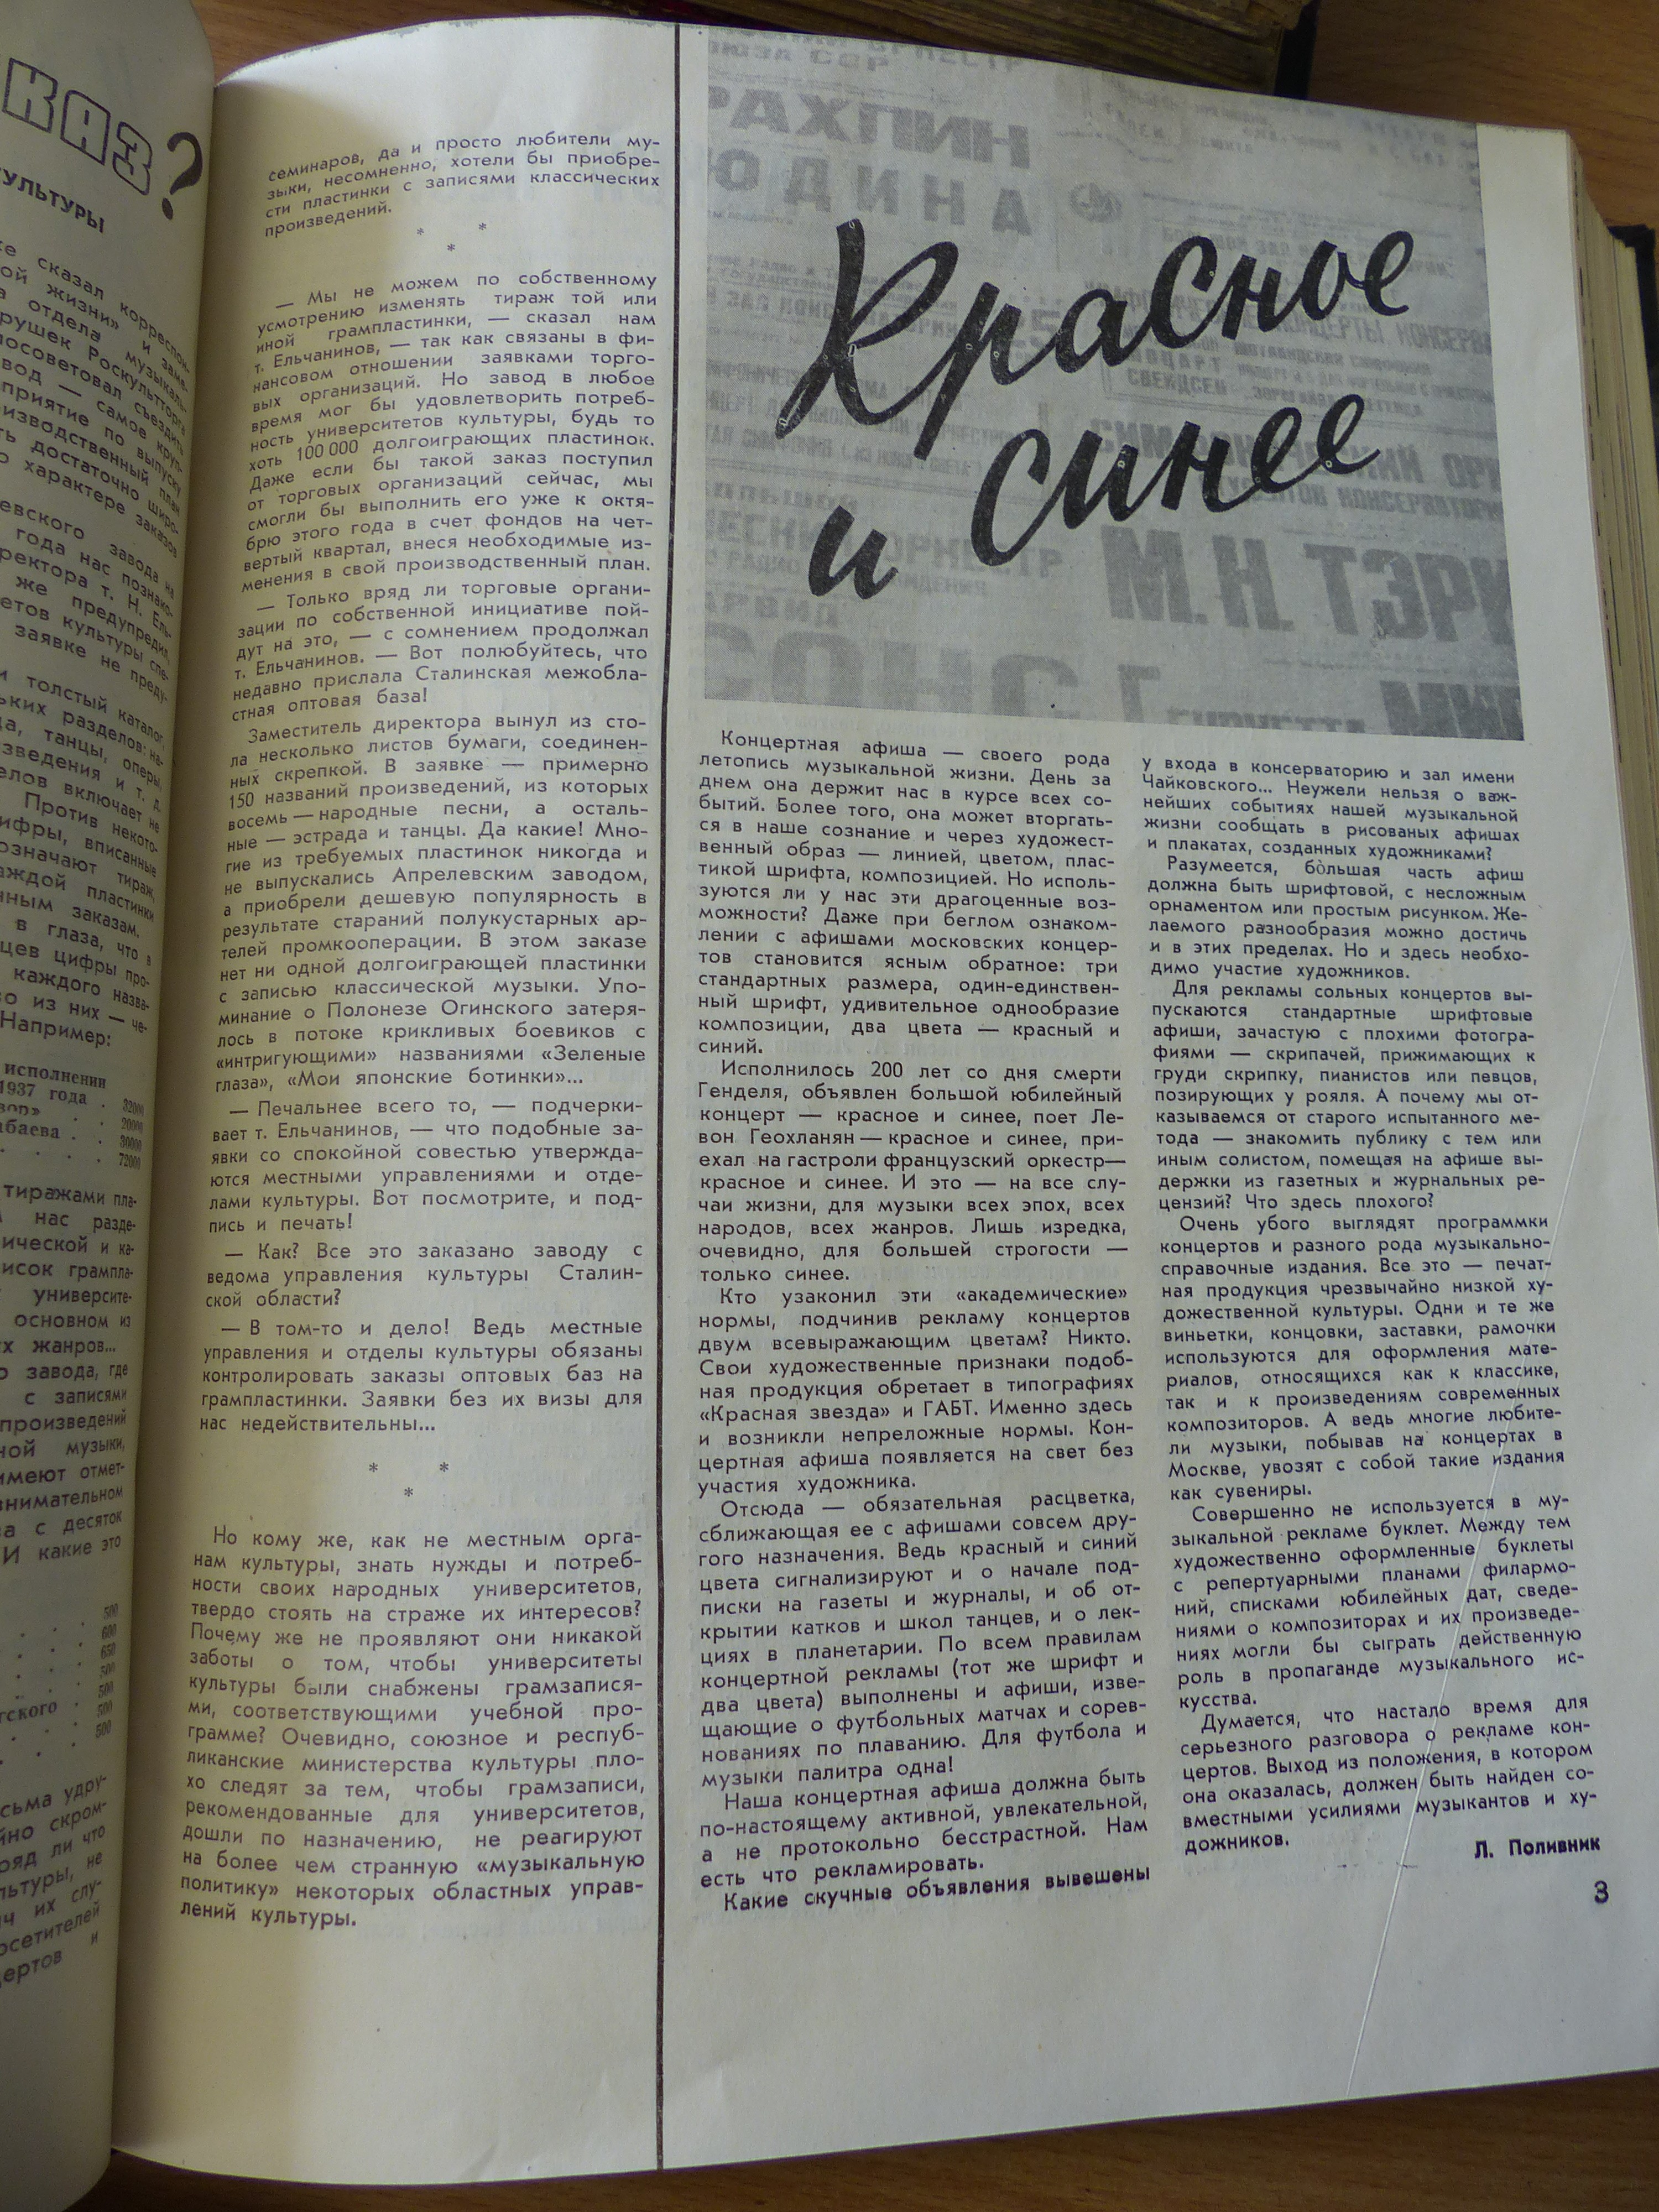 КАЗ?
КУЛЬТУРЫ
семинаров, да и просто любители му-
зыки, несомненно, хотели бы приобре-
сти пластинки с записями классических
произведений.
* *
*
— Мы не можем по собственному
усмотрению изменять тираж той или
иной грампластинки, — сказал нам
т. Ельчанинов, — так как связаны в фи-
нансовом отношении заявками торго-
вых организаций. Но завод в любое
время мог бы удовлетворить потреб-
ность университетов культуры, будь то
хоть 100 000 долгоиграющих пластинок.
Даже если бы такой заказ поступил
от торговых организаций сейчас, мы
смогли бы выполнить его уже к октя-
брю этого года в счет фондов на чет-
вертый квартал, внеся необходимые из-
менения в свой производственный план.
— Только вряд ли торговые органи-
зации по собственной инициативе пой-
дут на это, — с сомнением продолжал
т. Ельчанинов. — Вот полюбуйтесь, что
недавно прислала Сталинская межобла-
стная оптовая база!
Заместитель директора вынул из сто-
ла несколько листов бумаги, соединен-
ных скрепкой. В заявке — примерно
150 названий произведений, из которых
восемь — народные песни, а осталь-
ные — эстрада и танцы. Да какие! Мно-
гие из требуемых пластинок никогда и
не выпускались Апрелевским заводом,
а приобрели дешевую популярность в
результате стараний полукустарных ар-
телей промкооперации. В этом заказе
нет ни одной долгоиграющей пластинки
с записью классической музыки. Упо-
минание о Полонезе Огинского затеря-
лось в потоке крикливых боевиков с
«интригующими» названиями «Зеленые
глаза», «Мои японские ботинки»...
— Печальнее всего то, — подчерки-
вает т. Ельчанинов, — что подобные за-
явки со спокойной совестью утвержда-
ются местными управлениями и отде-
лами культуры. Вот посмотрите, и под-
пись и печать!
— Как? Все это заказано заводу с
ведома управления культуры Сталин-
ской области?
— В том-то и дело! Ведь местные
управления и отделы культуры обязаны
контролировать заказы оптовых баз на
грампластинки. Заявки без их визы для
нас недействительны...
* *
*
Но кому же, как не местным орга-
нам культуры, знать нужды и потреб-
ности своих народных университетов,
твердо стоять на страже их интересов?
Почему же не проявляют они никакой
заботы о том, чтобы университеты
культуры были снабжены грамзапися-
ми, соответствующими учебной про-
грамме? Очевидно, союзное и респуб-
ликанские министерства культуры пло-
хо следят за тем, чтобы грамзаписи,
рекомендованные для университетов,
дошли по назначению, не реагируют
на более чем странную «музыкальную
политику» некоторых областных управ-
лений культуры.
РАХЛИН
ОДИНА
М. Н. ТЭР
Красное
и синее
Концертная афиша — своего рода
летопись музыкальной жизни. День за
днем она держит нас в курсе всех со-
бытий. Более того, она может вторгать-
ся в наше сознание и через художест-
венный образ — линией, цветом, плас-
тикой шрифта, композицией. Но исполь-
зуются ли у нас эти драгоценные воз-
можности? Даже при беглом ознаком-
лении с афишами московских концер-
тов становится ясным обратное: три
стандартных размера, один-единствен-
ный шрифт, удивительное однообразие
композиции, два цвета — красный и
синий.
Исполнилось 200 лет со дня смерти
Генделя, объявлен большой юбилейный
концерт — красное и синее, поет Ле-
вон Геохланян — красное и синее, при-
ехал на гастроли французский оркестр—
красное и синее. И это — на все слу-
чаи жизни, для музыки всех эпох, всех
народов, всех жанров. Лишь изредка,
очевидно, для большей строгости —
только синее.
Кто узаконил эти «академические»
нормы, подчинив рекламу концертов
двум всевыражающим цветам? Никто.
Свои художественные признаки подоб-
ная продукция обретает в типографиях
«Красная звезда» и ГАБТ. Именно здесь
и возникли непреложные нормы. Кон-
цертная афиша появляется на свет без
участия художника.
Отсюда — обязательная расцветка,
сближающая ее с афишами совсем дру-
гого назначения. Ведь красный и синий
цвета сигнализируют и о начале под-
писки на газеты и журналы, и об от-
крытии катков и школ танцев, и о лек-
циях в планетарии. По всем правилам
концертной рекламы (тот же шрифт и
два цвета) выполнены и афиши, изве-
щающие о футбольных матчах и сорев-
нованиях по плаванию. Для футбола и
музыки палитра одна!
Наша концертная афиша должна быть
по-настоящему активной, увлекательной,
а не протокольно бесстрастной. Нам
есть что рекламировать.
Какие скучные объявления вывешены
у входа в консерваторию и зал имени
Чайковского... Неужели нельзя о важ-
нейших событиях нашей музыкальной
жизни сообщать в рисованых афишах
и плакатах, созданных художниками?
Разумеется, бо̀льшая часть афиш
должна быть шрифтовой, с несложным
орнаментом или простым рисунком. Же-
лаемого разнообразия можно достичь
и в этих пределах. Но и здесь необхо-
димо участие художников.
Для рекламы сольных концертов вы-
пускаются стандартные шрифтовые
афиши, зачастую с плохими фотогра-
фиями — скрипачей, прижимающих к
груди скрипку, пианистов или певцов,
позирующих у рояля. А почему мы от-
казываемся от старого испытанного ме-
тода — знакомить публику с тем или
иным солистом, помещая на афише вы-
держки из газетных и журнальных ре-
цензий? Что здесь плохого?
Очень убого выглядят программки
концертов и разного рода музыкально-
справочные издания. Все это — печат-
ная продукция чрезвычайно низкой ху-
дожественной культуры. Одни и те же
виньетки, концовки, заставки, рамочки
используются для оформления мате-
риалов, относящихся как к классике,
так и к произведениям современных
композиторов. А ведь многие любите-
ли музыки, побывав на концертах в
Москве, увозят с собой такие издания
как сувениры.
Совершенно не используется в му-
зыкальной рекламе буклет. Между тем
художественно оформленные буклеты
с репертуарными планами филармо-
ний, списками юбилейных дат, сведе-
ниями о композиторах и их произведе-
ниях могли бы сыграть действенную
роль в пропаганде музыкального ис-
кусства.
Думается, что настало время для
серьезного разговора о рекламе кон-
цертов. Выход из положения, в котором
она оказалась, должен быть найден со-
вместными усилиями музыкантов и ху-
дожников.
Л. Поливник
3